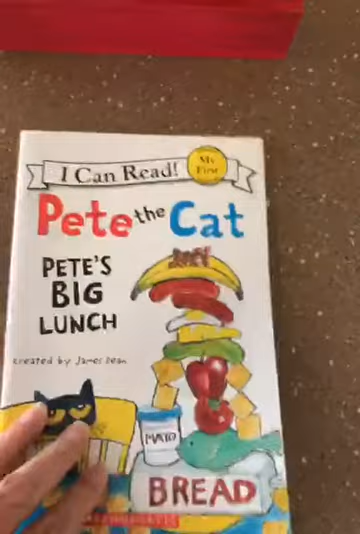 I Can Read!
My
First
Pete the Cat
PETE'S
BIG
LUNCH
created by James Dean
MAYO
BREAD
SCHOLASTIC